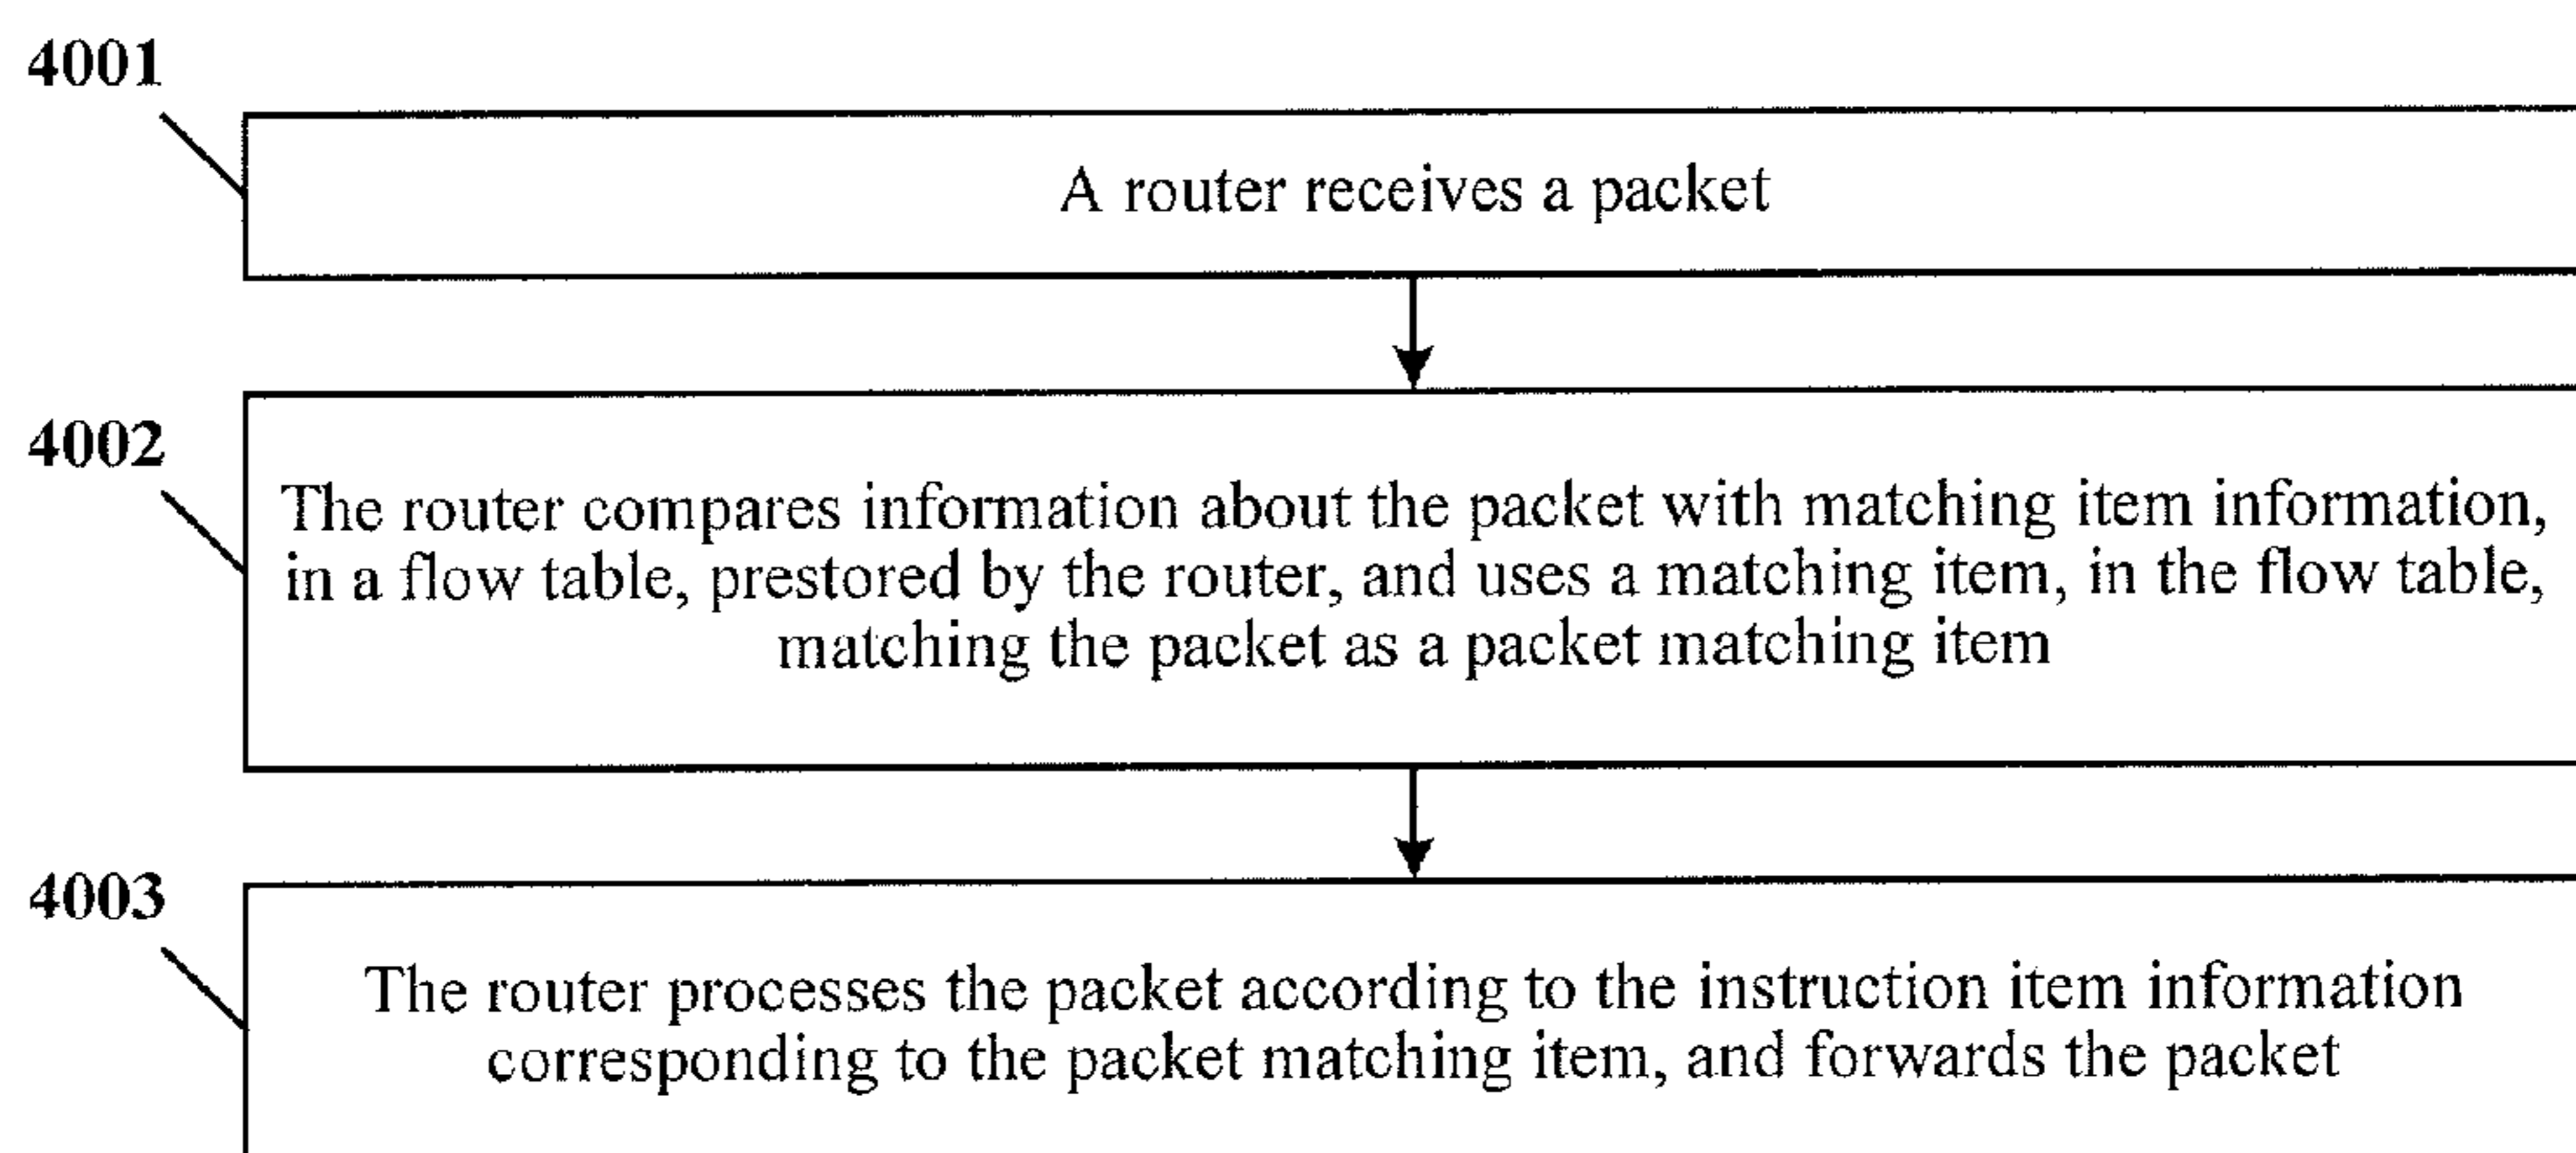 4001
A router receives a packet
4002
The router compares information about the packet with matching item information,
in a flow table, prestored by the router, and uses a matching item, in the flow table,
matching the packet as a packet matching item
4003
The router processes the packet according to the instruction item information
corresponding to the packet matching item, and forwards the packet